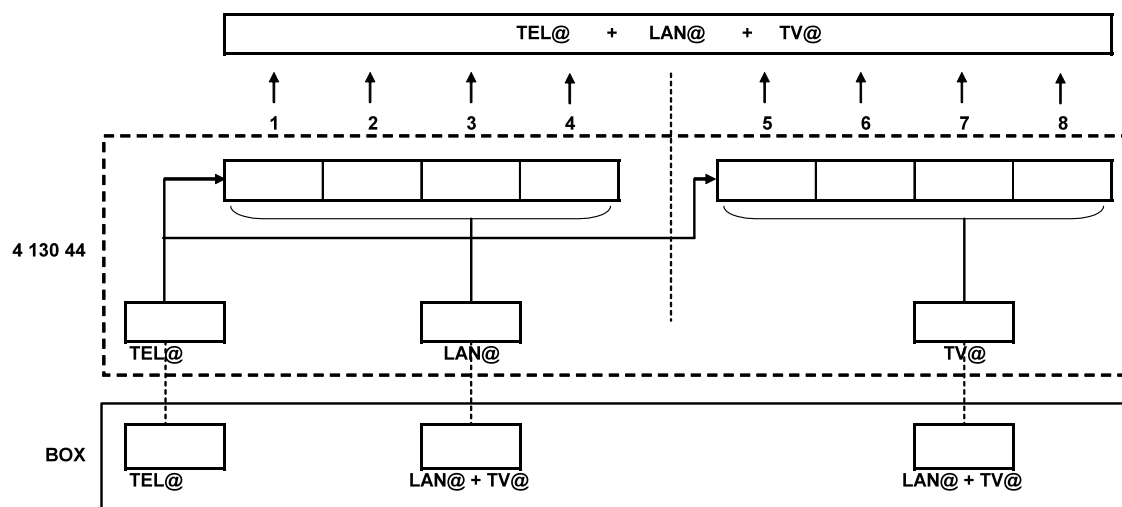 TEL@ + LAN@ + TV@
1 2 3 4 5 6 7 8
4 130 44
TEL@ LAN@ TV@
BOX
TEL@ LAN@ + TV@ LAN@ + TV@